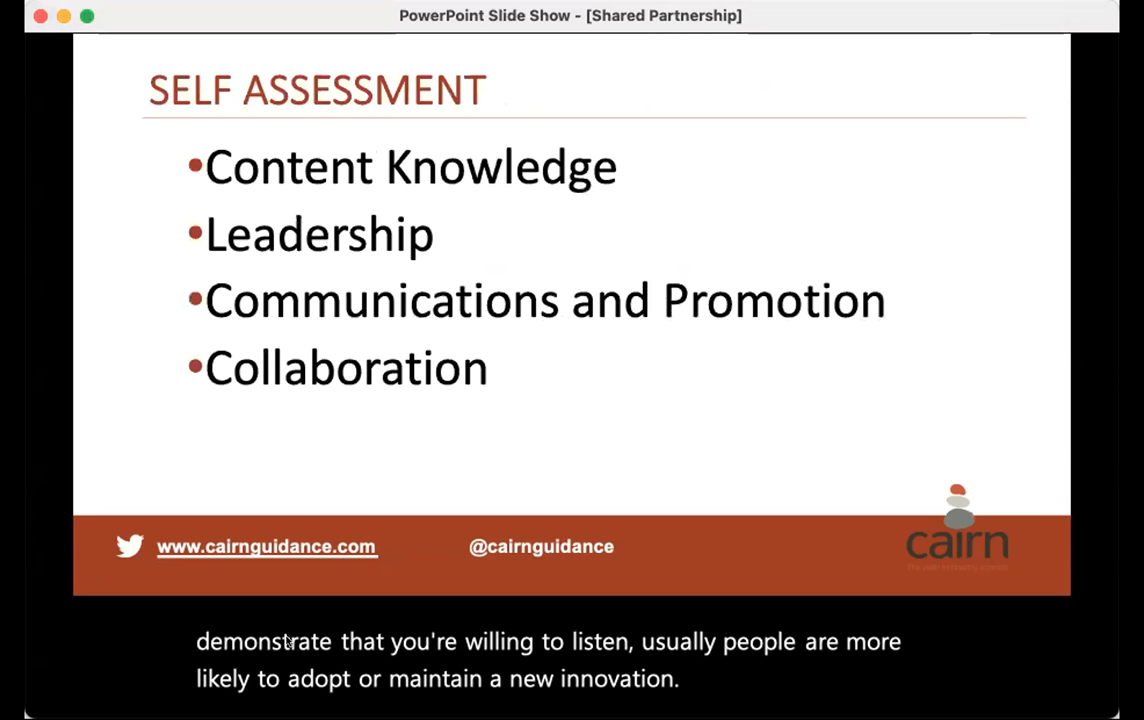 PowerPoint Slide Show - [Shared Partnership]
SELF ASSESSMENT
•Content Knowledge
•Leadership
•Communications and Promotion
•Collaboration
www.cairnguidance.com @cairnguidance
cairn
demonstrate that you're willing to listen, usually people are more
likely to adopt or maintain a new innovation.